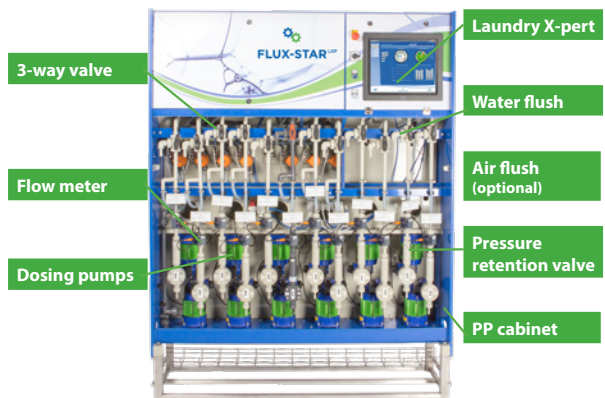 FLUX-STAR LXP
Laundry X-pert
3-way valve
Water flush
Flow meter
Air flush
(optional)
Dosing pumps
Pressure
retention valve
PP cabinet